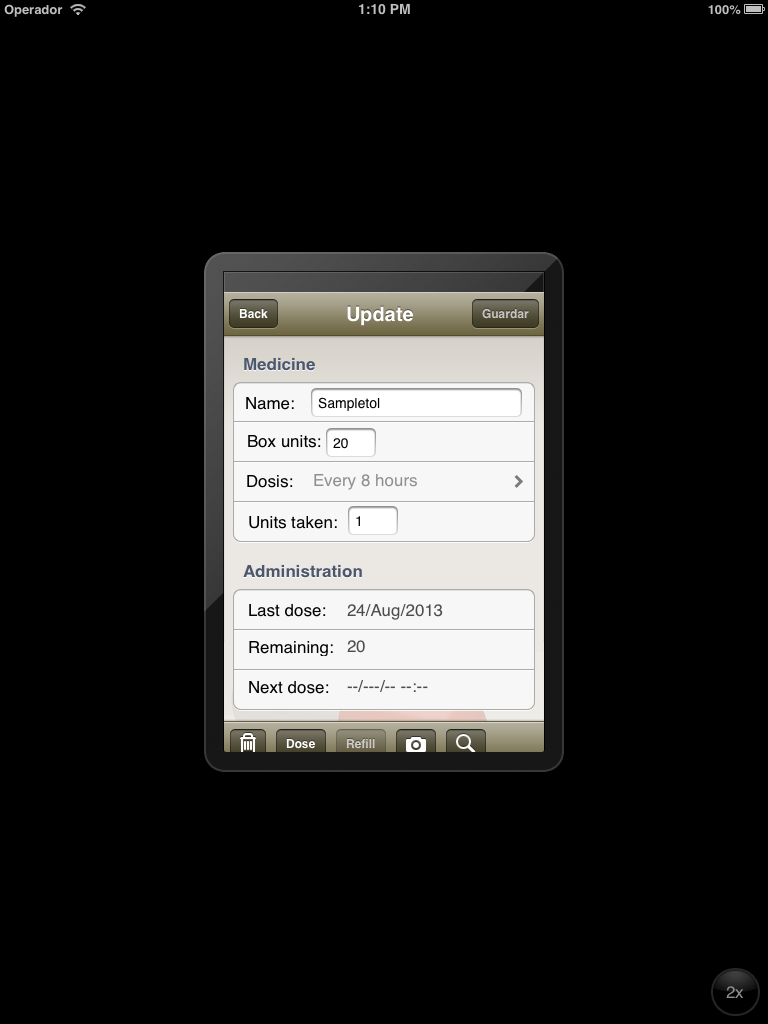 Operador 1:10 PM 100%
Back Update Guardar
Medicine
Name: Sampletol
Box units: 20
Dosis: Every 8 hours
Units taken: 1
Administration
Last dose: 24/Aug/2013
Remaining: 20
Next dose: --/---/-- --:--
Dose Refill
2x